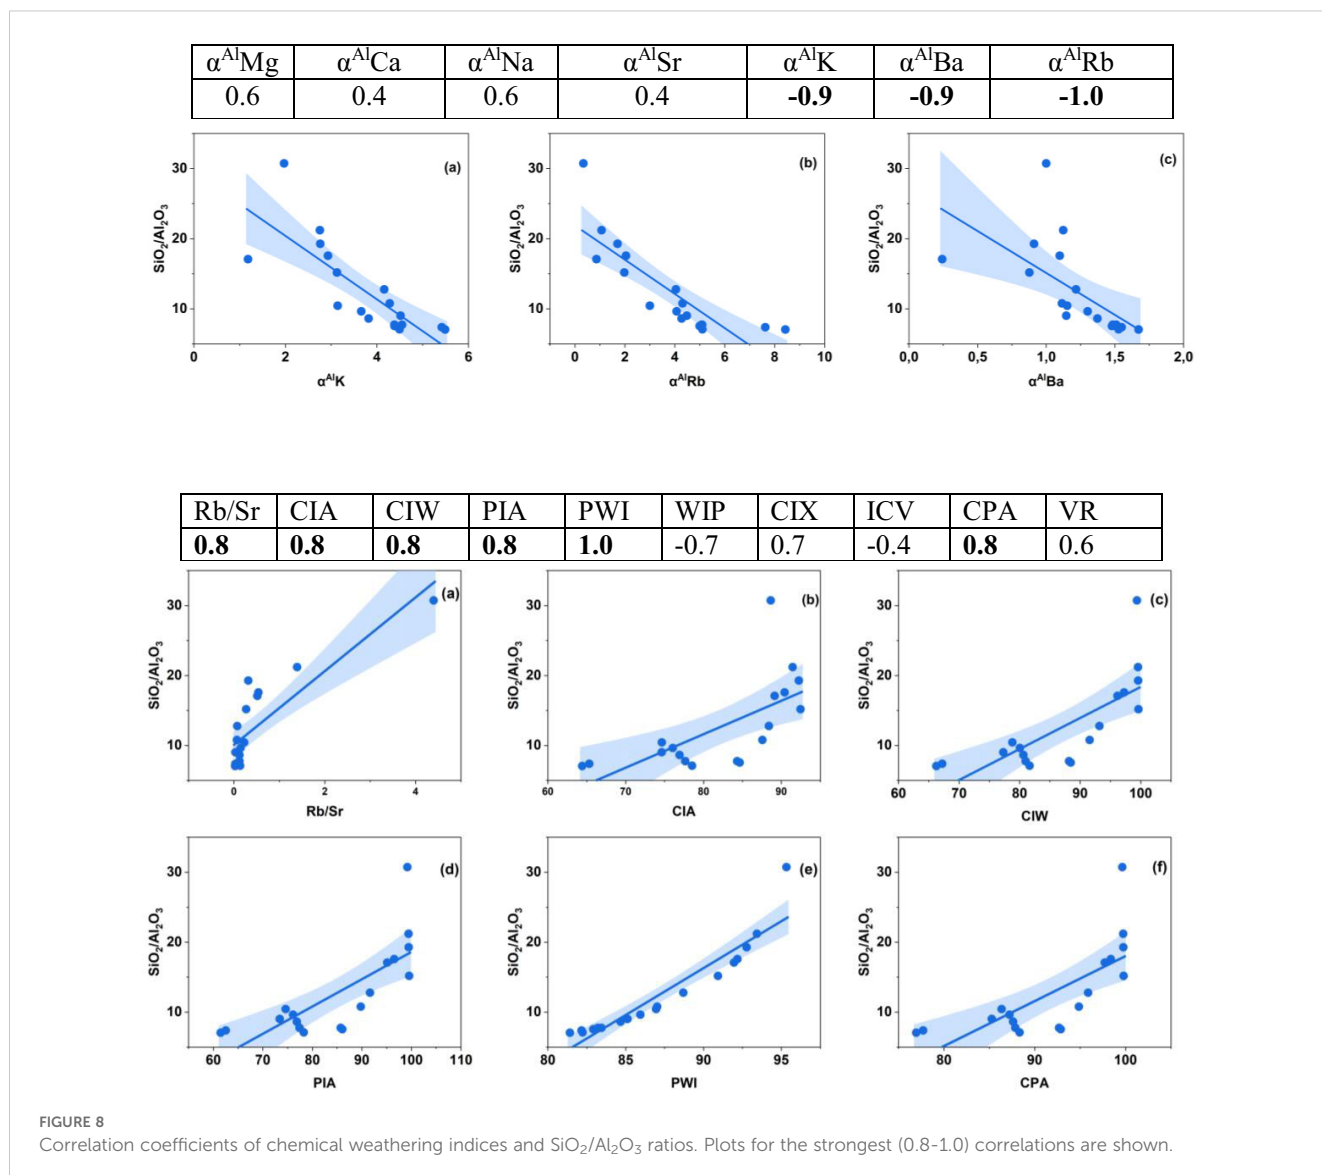 αᴬˡMg αᴬˡCa αᴬˡNa αᴬˡSr αᴬˡK αᴬˡBa αᴬˡRb
0.6 0.4 0.6 0.4 -0.9 -0.9 -1.0
(a)
SiO₂/Al₂O₃
30
20
10
0 2 4 6
αᴬˡK
(b)
SiO₂/Al₂O₃
30
20
10
0 2 4 6 8 10
αᴬˡRb
(c)
SiO₂/Al₂O₃
30
20
10
0,0 0,5 1,0 1,5 2,0
αᴬˡBa
Rb/Sr CIA CIW PIA PWI WIP CIX ICV CPA VR
0.8 0.8 0.8 0.8 1.0 -0.7 0.7 -0.4 0.8 0.6
(a)
SiO₂/Al₂O₃
30
20
10
0 2 4
Rb/Sr
(b)
SiO₂/Al₂O₃
30
20
10
60 70 80 90
CIA
(c)
SiO₂/Al₂O₃
30
20
10
60 70 80 90 100
CIW
(d)
SiO₂/Al₂O₃
30
20
10
60 70 80 90 100 110
PIA
(e)
SiO₂/Al₂O₃
30
20
10
80 85 90 95
PWI
(f)
SiO₂/Al₂O₃
30
20
10
80 90 100
CPA
FIGURE 8
Correlation coefficients of chemical weathering indices and SiO₂/Al₂O₃ ratios. Plots for the strongest (0.8-1.0) correlations are shown.